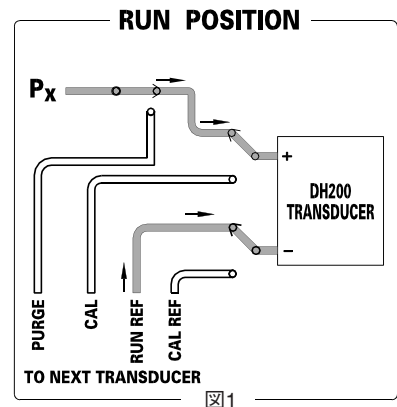 RUN POSITION
Px
+
DH200
TRANSDUCER
−
PURGE
CAL
RUN REF
CAL REF
TO NEXT TRANSDUCER
図1